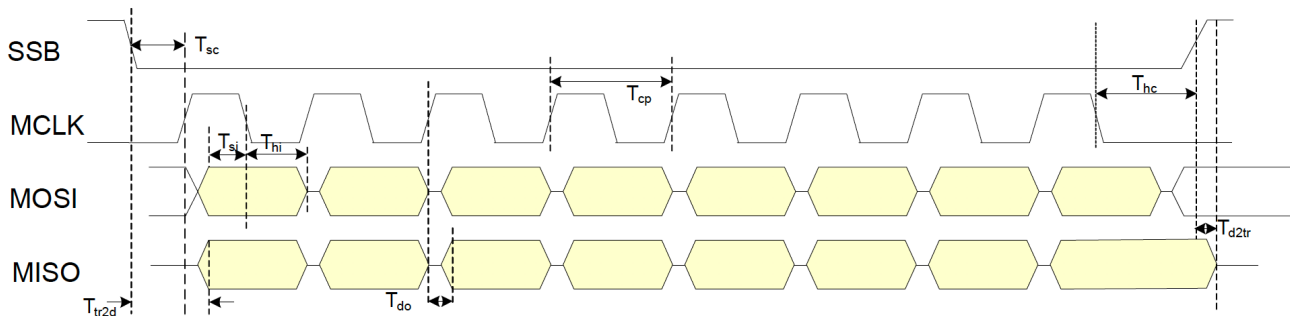 SSB
Tsc
MCLK
Tcp
Thc
Tsi
Thi
MOSI
Td2tr
MISO
Ttr2d
Tdo